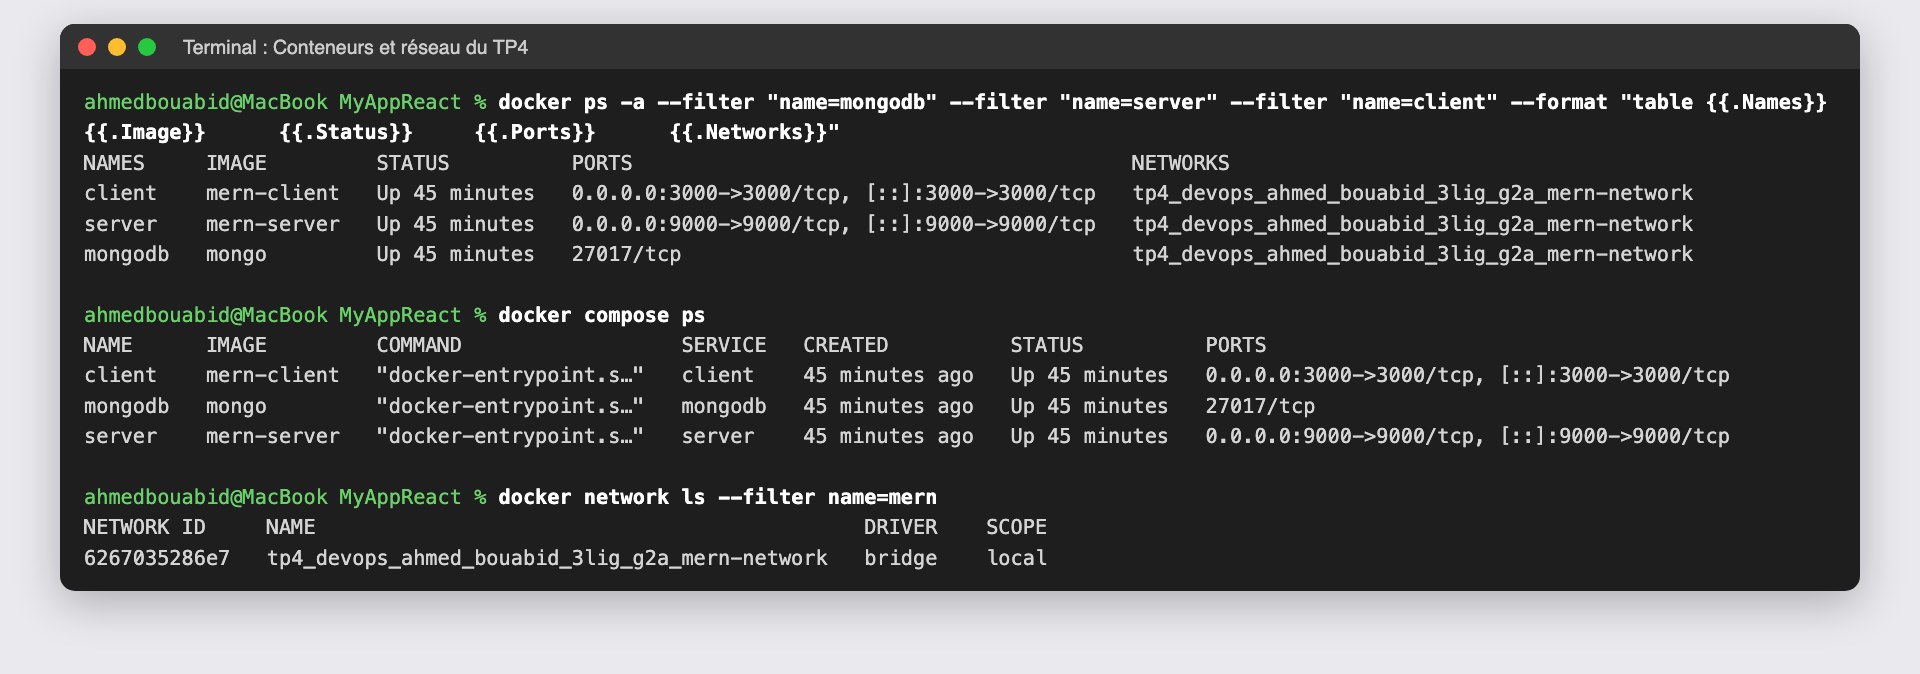 Terminal : Conteneurs et réseau du TP4
ahmedbouabid@MacBook MyAppReact % docker ps -a --filter "name=mongodb" --filter "name=server" --filter "name=client" --format "table {{.Names}}
{{.Image}}      {{.Status}}     {{.Ports}}      {{.Networks}}"
NAMES     IMAGE         STATUS          PORTS                                         NETWORKS
client    mern-client   Up 45 minutes   0.0.0.0:3000->3000/tcp, [::]:3000->3000/tcp   tp4_devops_ahmed_bouabid_3lig_g2a_mern-network
server    mern-server   Up 45 minutes   0.0.0.0:9000->9000/tcp, [::]:9000->9000/tcp   tp4_devops_ahmed_bouabid_3lig_g2a_mern-network
mongodb   mongo         Up 45 minutes   27017/tcp                                     tp4_devops_ahmed_bouabid_3lig_g2a_mern-network
ahmedbouabid@MacBook MyAppReact % docker compose ps
NAME      IMAGE         COMMAND                  SERVICE   CREATED          STATUS          PORTS
client    mern-client   "docker-entrypoint.s…"   client    45 minutes ago   Up 45 minutes   0.0.0.0:3000->3000/tcp, [::]:3000->3000/tcp
mongodb   mongo         "docker-entrypoint.s…"   mongodb   45 minutes ago   Up 45 minutes   27017/tcp
server    mern-server   "docker-entrypoint.s…"   server    45 minutes ago   Up 45 minutes   0.0.0.0:9000->9000/tcp, [::]:9000->9000/tcp
ahmedbouabid@MacBook MyAppReact % docker network ls --filter name=mern
NETWORK ID     NAME                                             DRIVER    SCOPE
6267035286e7   tp4_devops_ahmed_bouabid_3lig_g2a_mern-network   bridge    local